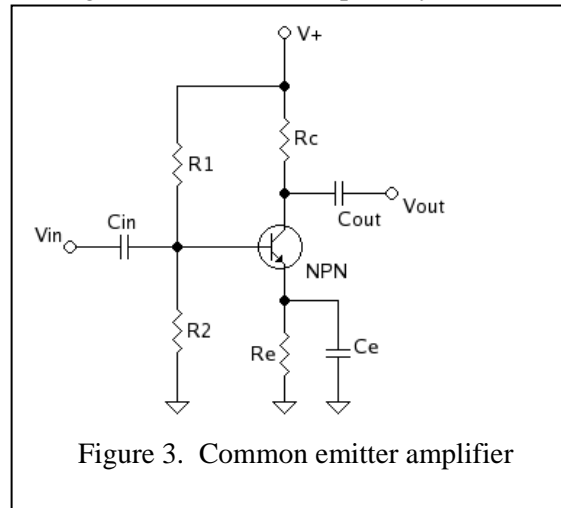 V+
Rc
R1
Cin
Vin
Cout
Vout
NPN
R2
Re
Ce
Figure 3. Common emitter amplifier